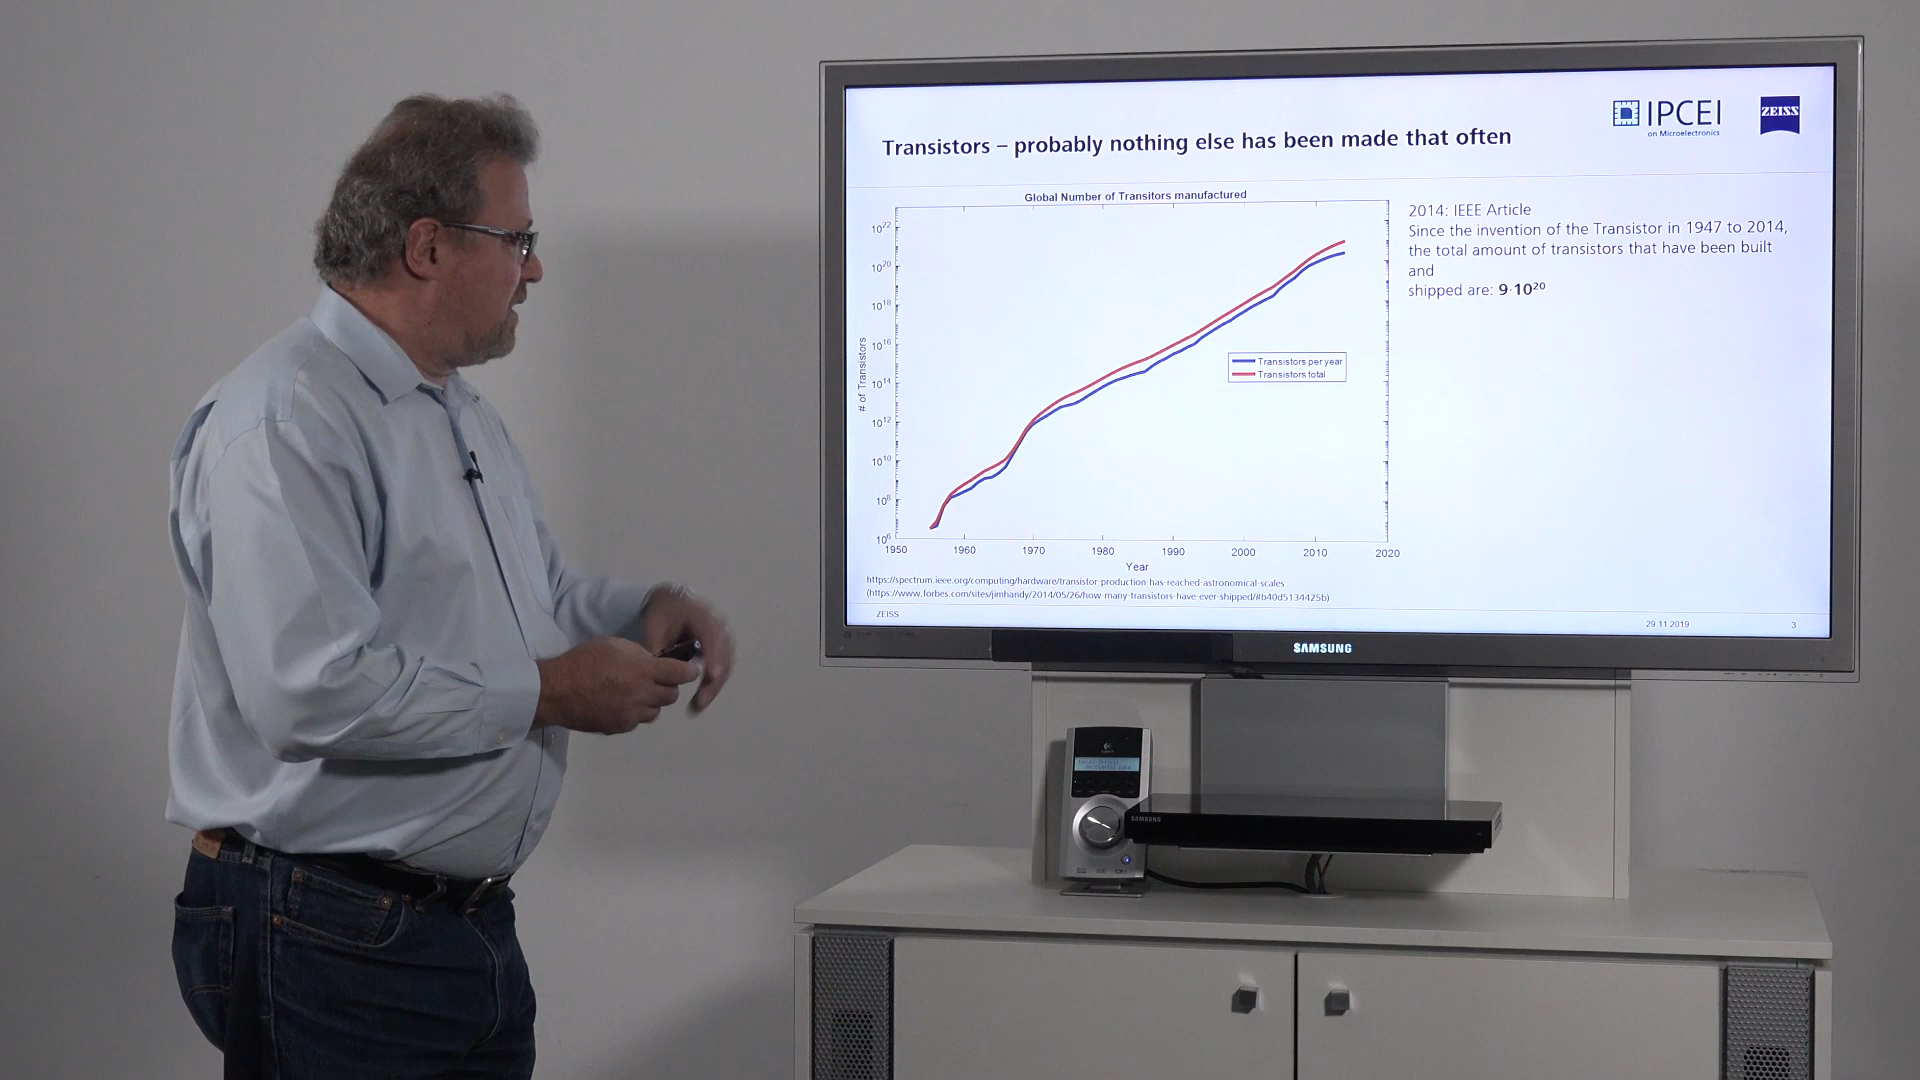 IPCEI
on Microelectronics
ZEISS
Transistors – probably nothing else has been made that often
Global Number of Transitors manufactured
2014: IEEE Article
Since the invention of the Transistor in 1947 to 2014,
the total amount of transistors that have been built
and
shipped are: 9·10²⁰
# of Transistors
10²²
10²⁰
10¹⁸
10¹⁶
10¹⁴
10¹²
10¹⁰
10⁸
10⁶
Transistors per year
Transistors total
1950 1960 1970 1980 1990 2000 2010 2020
Year
https://spectrum.ieee.org/computing/hardware/transistor-production-has-reached-astronomical-scales
(https://www.forbes.com/sites/jimhandy/2014/05/26/how-many-transistors-have-ever-shipped/#b40d5134425b)
ZEISS
29.11.2019
3
SAMSUNG
SAMSUNG